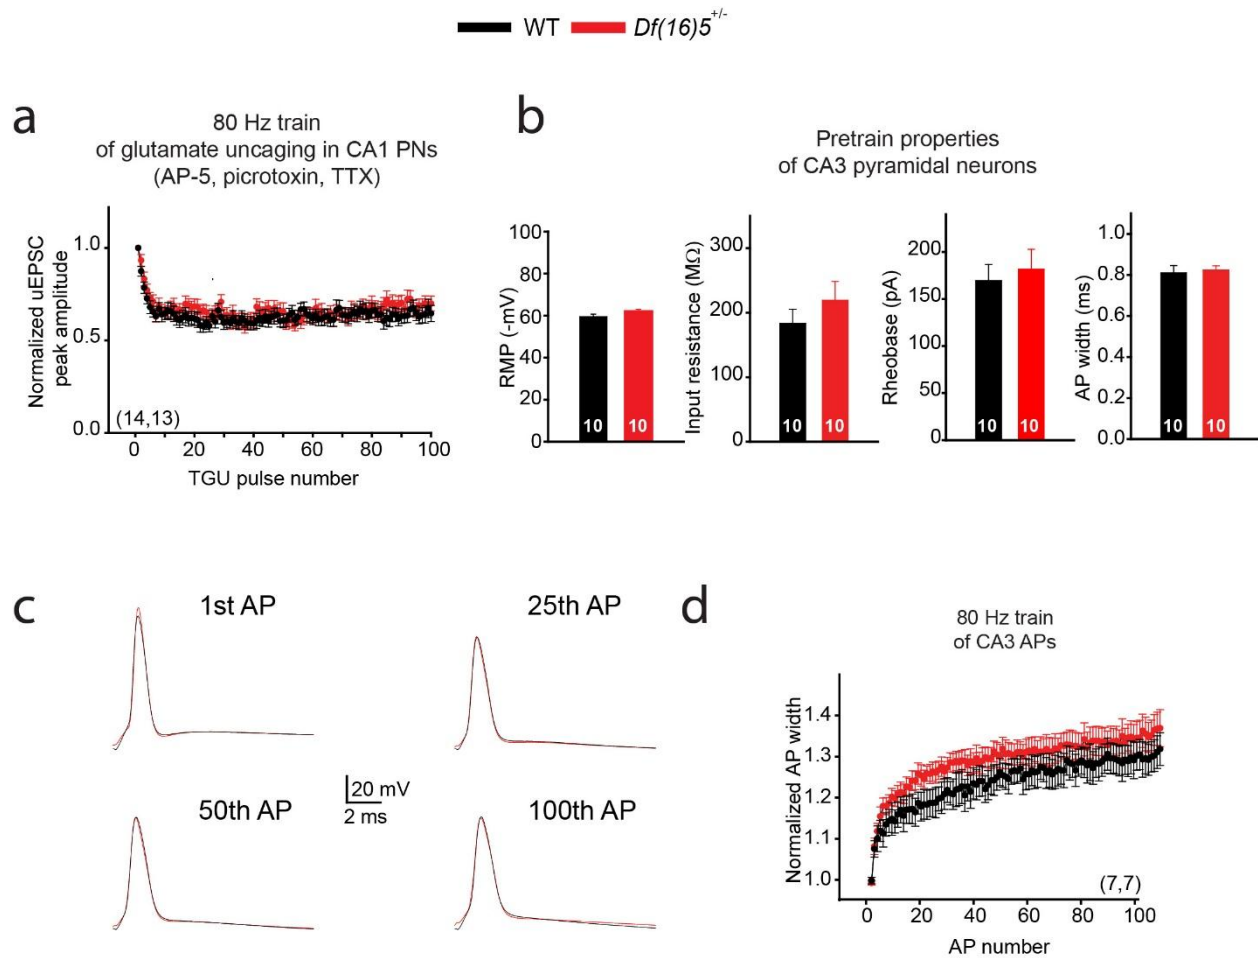 WT Df(16)5+/-
a
80 Hz train
of glutamate uncaging in CA1 PNs
(AP-5, picrotoxin, TTX)
Normalized uEPSC
peak amplitude
1.0
0.5
0.0
(14,13)
0 20 40 60 80 100
TGU pulse number
b
Pretrain properties
of CA3 pyramidal neurons
RMP (-mV)
100
80
60
40
20
0
10 10
Input resistance (MΩ)
300
200
100
0
10 10
Rheobase (pA)
200
150
100
50
0
10 10
AP width (ms)
1.0
0.8
0.6
0.4
0.2
0.0
10 10
c
1st AP
25th AP
20 mV
2 ms
50th AP
100th AP
d
80 Hz train
of CA3 APs
Normalized AP width
1.4
1.3
1.2
1.1
1.0
(7,7)
0 20 40 60 80 100
AP number